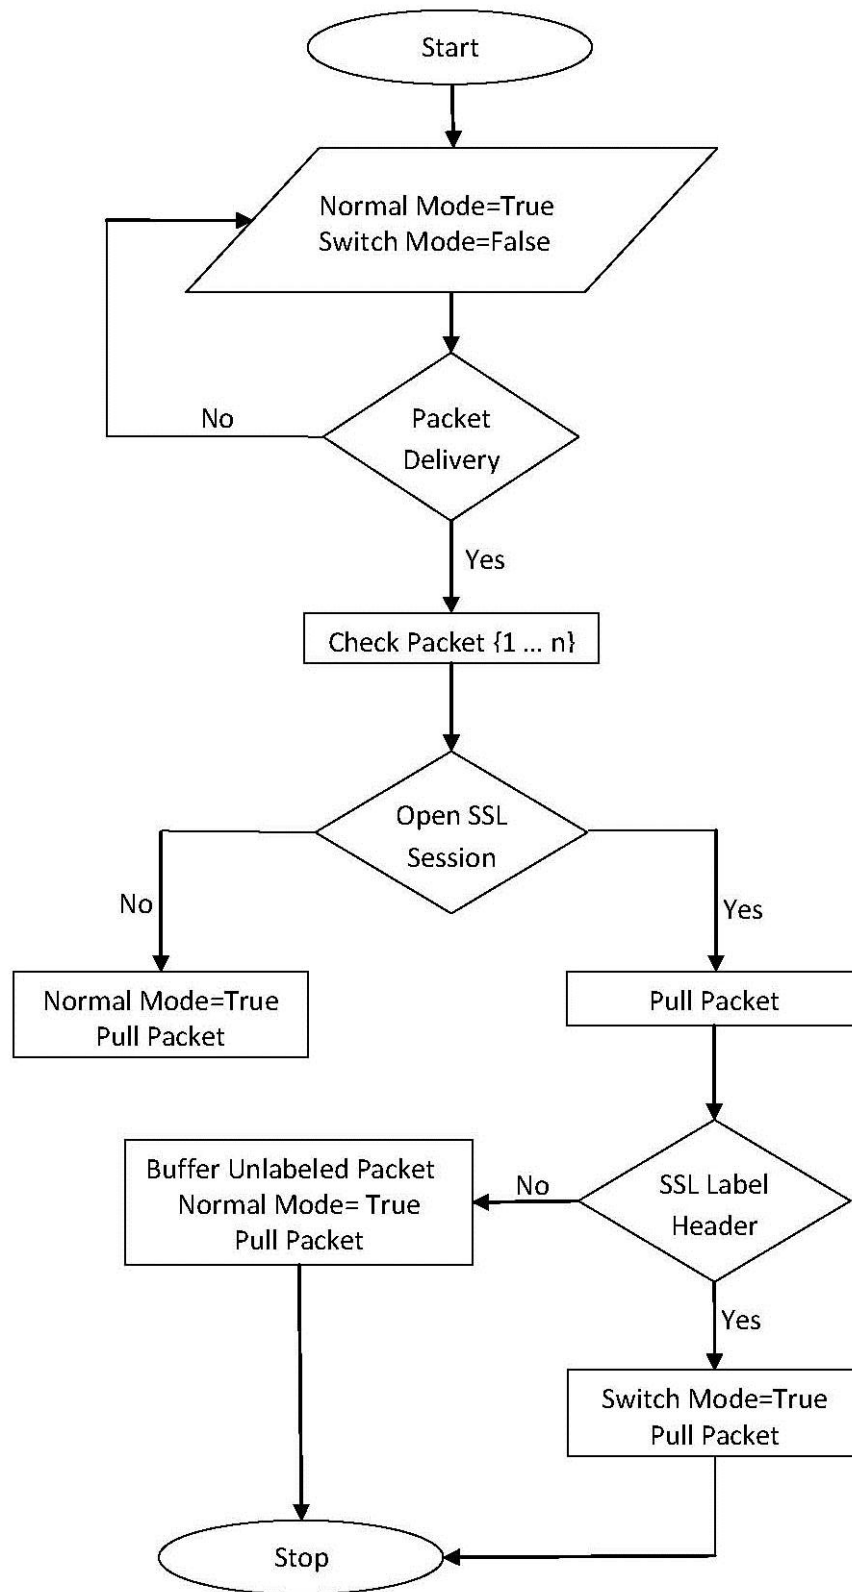 Start
Normal Mode=True
Switch Mode=False
Packet
Delivery
No
Yes
Check Packet {1 ... n}
Open SSL
Session
No
Yes
Normal Mode=True
Pull Packet
Pull Packet
SSL Label
Header
No
Buffer Unlabeled Packet
Normal Mode= True
Pull Packet
Yes
Switch Mode=True
Pull Packet
Stop